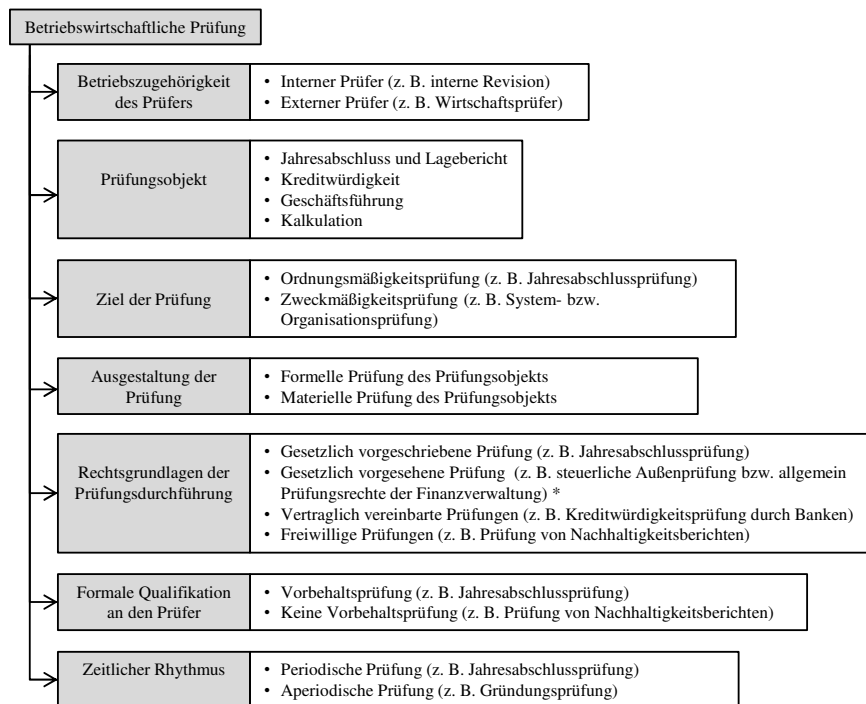 Betriebswirtschaftliche Prüfung
Betriebszugehörigkeit
des Prüfers
• Interner Prüfer (z. B. interne Revision)
• Externer Prüfer (z. B. Wirtschaftsprüfer)
Prüfungsobjekt
• Jahresabschluss und Lagebericht
• Kreditwürdigkeit
• Geschäftsführung
• Kalkulation
Ziel der Prüfung
• Ordnungsmäßigkeitsprüfung (z. B. Jahresabschlussprüfung)
• Zweckmäßigkeitsprüfung (z. B. System- bzw.
Organisationsprüfung)
Ausgestaltung der
Prüfung
• Formelle Prüfung des Prüfungsobjekts
• Materielle Prüfung des Prüfungsobjekts
Rechtsgrundlagen der
Prüfungsdurchführung
• Gesetzlich vorgeschriebene Prüfung (z. B. Jahresabschlussprüfung)
• Gesetzlich vorgesehene Prüfung (z. B. steuerliche Außenprüfung bzw. allgemein
Prüfungsrechte der Finanzverwaltung) *
• Vertraglich vereinbarte Prüfungen (z. B. Kreditwürdigkeitsprüfung durch Banken)
• Freiwillige Prüfungen (z. B. Prüfung von Nachhaltigkeitsberichten)
Formale Qualifikation
an den Prüfer
• Vorbehaltsprüfung (z. B. Jahresabschlussprüfung)
• Keine Vorbehaltsprüfung (z. B. Prüfung von Nachhaltigkeitsberichten)
Zeitlicher Rhythmus
• Periodische Prüfung (z. B. Jahresabschlussprüfung)
• Aperiodische Prüfung (z. B. Gründungsprüfung)